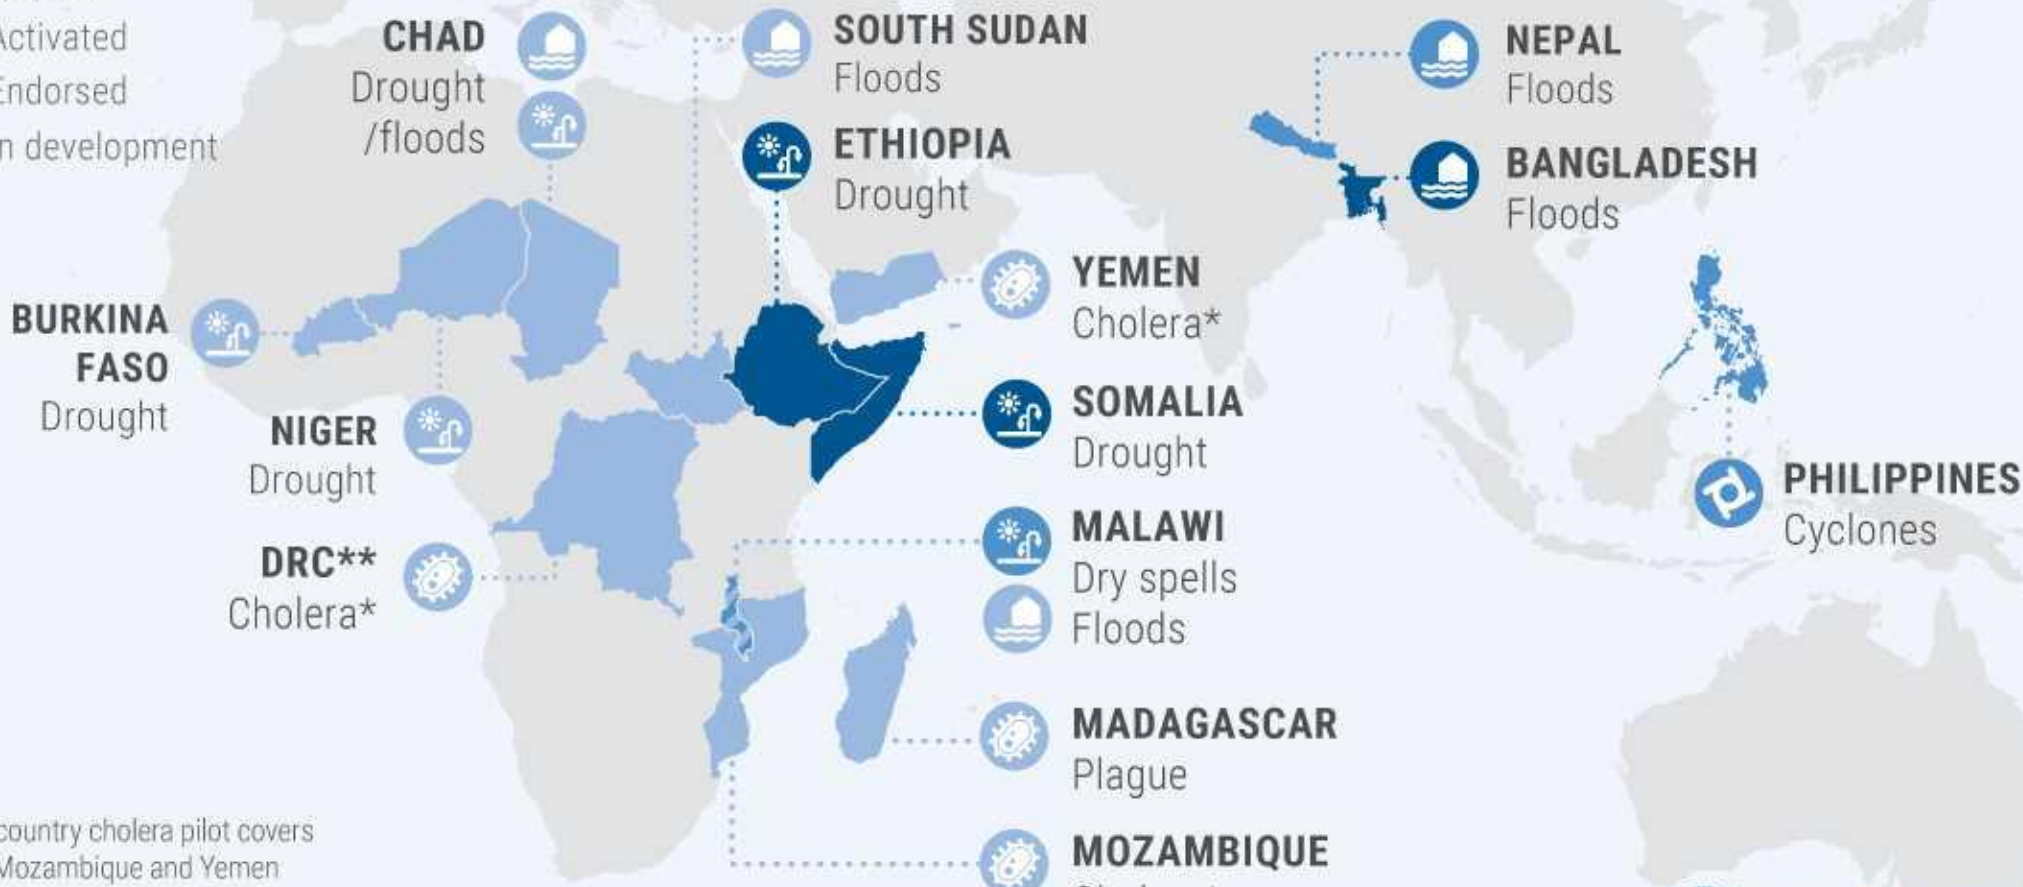 Activated
Endorsed
n development
CHAD
Drought
/floods
SOUTH SUDAN
Floods
ETHIOPIA
Drought
NEPAL
Floods
BANGLADESH
Floods
YEMEN
Cholera*
BURKINA
FASO
Drought
SOMALIA
Drought
NIGER
Drought
PHILIPPINES
Cyclones
DRC**
Cholera*
MALAWI
Dry spells
Floods
MADAGASCAR
Plague
MOZAMBIQUE
country cholera pilot covers
Mozambique and Yemen